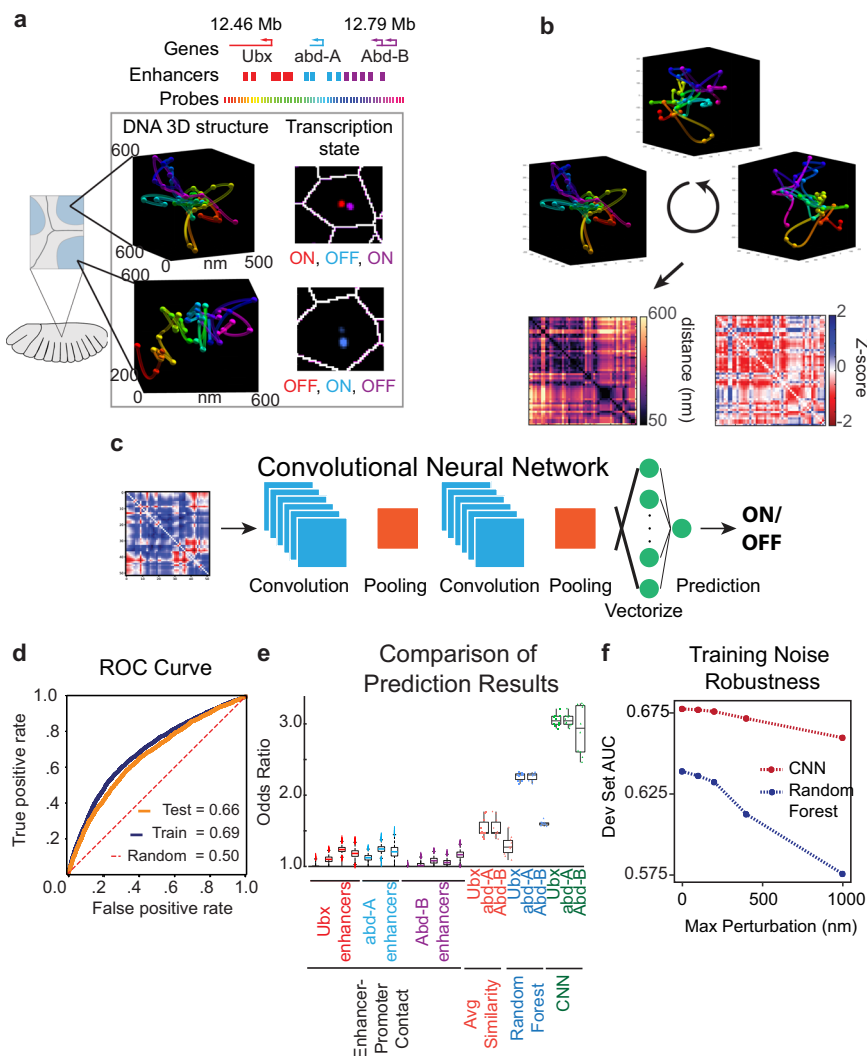 a
12.46 Mb 12.79 Mb
Genes
Ubx abd-A Abd-B
Enhancers
Probes
DNA 3D structure Transcription state
600
600
0 nm 500
ON, OFF, ON
600
200
0 nm 600
OFF, ON, OFF
b
600
distance (nm)
50
2
0
-2
Z-score
c
Convolutional Neural Network
Convolution Pooling Convolution Pooling Vectorize Prediction
ON/
OFF
d
ROC Curve
True positive rate
1.0
.8
.6
.4
.2
0.0 .2 .4 .6 .8 1.0
False positive rate
Test = 0.66
Train = 0.69
Random = 0.50
e
Comparison of
Prediction Results
Odds Ratio
3.0
2.0
1.0
Ubx
enhancers
abd-A
enhancers
Abd-B
enhancers
Ubx
abd-A
Abd-B
Ubx
abd-A
Abd-B
Ubx
abd-A
Abd-B
Enhancer-
Promoter
Contact
Avg
Similarity
Random
Forest
CNN
f
Training Noise
Robustness
Dev Set AUC
0.675
0.625
0.575
CNN
Random
Forest
0 500 1000
Max Perturbation (nm)